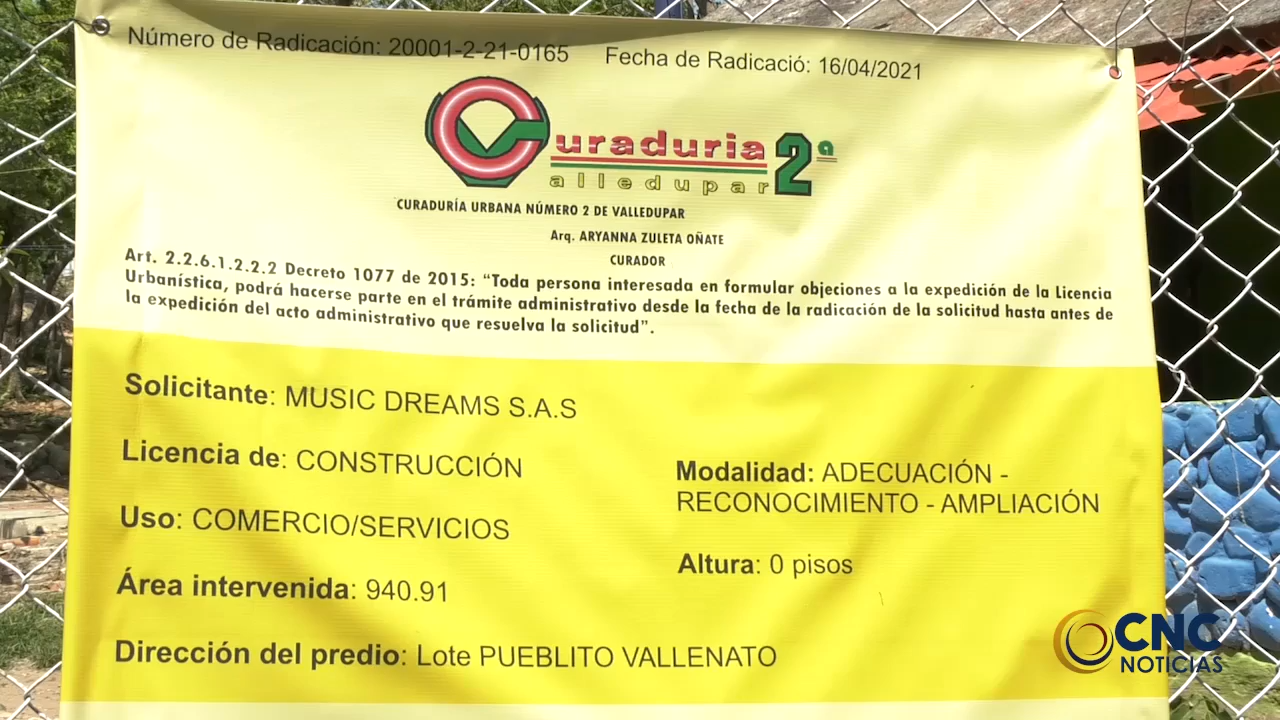 Número de Radicación: 20001-2-21-0165 Fecha de Radicació: 16/04/2021
Curaduria 2ª
alledupar
CURADURÍA URBANA NÚMERO 2 DE VALLEDUPAR
Arq. ARYANNA ZULETA OÑATE
CURADOR
Art. 2.2.6.1.2.2.2 Decreto 1077 de 2015: “Toda persona interesada en formular objeciones a la expedición de la Licencia
Urbanística, podrá hacerse parte en el trámite administrativo desde la fecha de la radicación de la solicitud hasta antes de
la expedición del acto administrativo que resuelva la solicitud”.
Solicitante: MUSIC DREAMS S.A.S
Licencia de: CONSTRUCCIÓN
Modalidad: ADECUACIÓN -
RECONOCIMIENTO - AMPLIACIÓN
Uso: COMERCIO/SERVICIOS
Altura: 0 pisos
Área intervenida: 940.91
Dirección del predio: Lote PUEBLITO VALLENATO
CNC
NOTICIAS